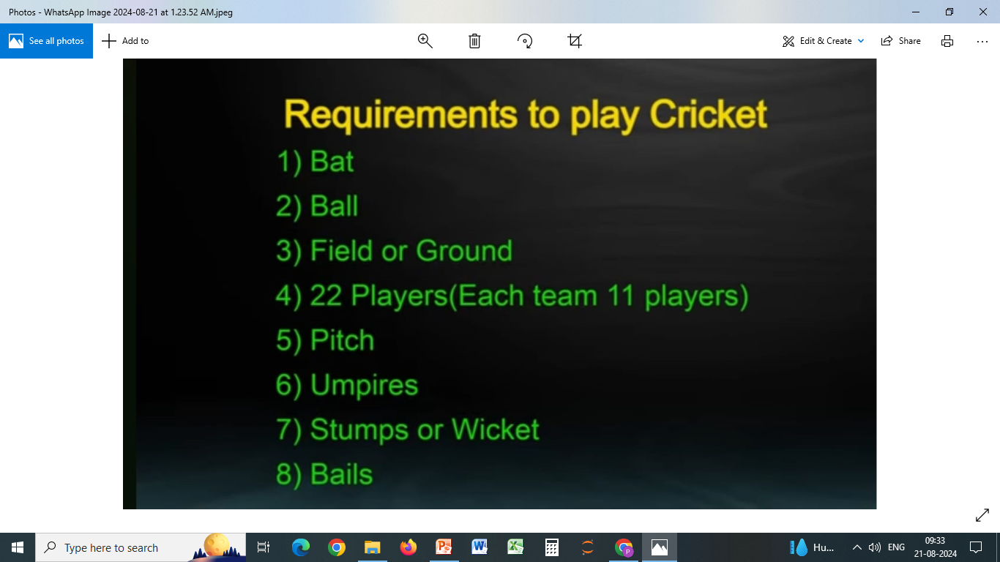 Photos - WhatsApp Image 2024-08-21 at 1.23.52 AM.jpeg
See all photos
Add to
Edit & Create
Share
Requirements to play Cricket
1) Bat
2) Ball
3) Field or Ground
4) 22 Players(Each team 11 players)
5) Pitch
6) Umpires
7) Stumps or Wicket
8) Bails
Type here to search
Hu...
ENG
09:33
21-08-2024